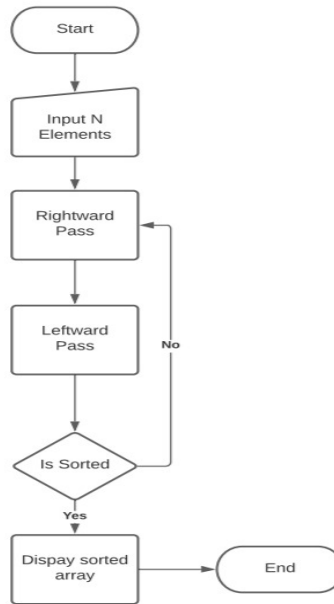 Start
Input N
Elements
Rightward
Pass
Leftward
Pass
No
Is Sorted
Yes
Dispay sorted
array
End